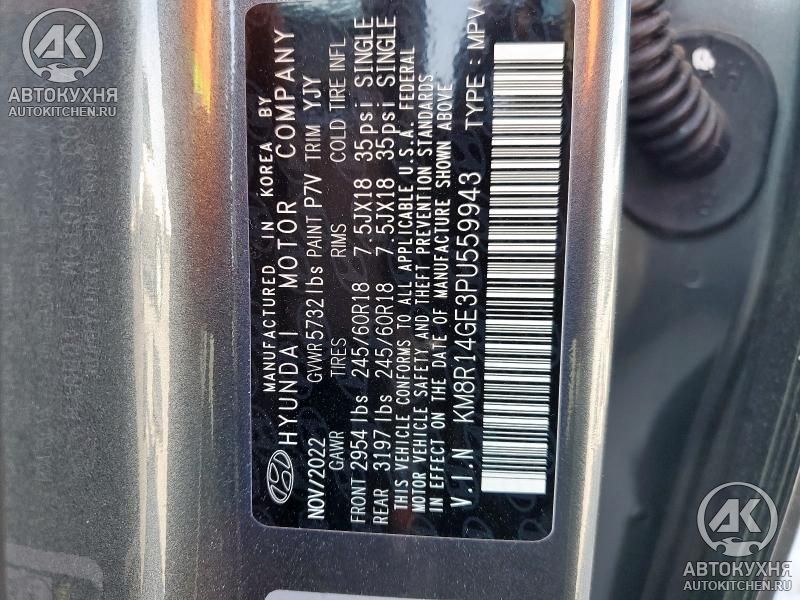 АВТОКУХНЯ
AUTOKITCHEN.RU
MANUFACTURED IN KOREA BY
HYUNDAI MOTOR COMPANY
NOV/2022 GVWR 5732 lbs PAINT P7V TRIM YJY
GAWR TIRES RIMS COLD TIRE INFL
FRONT 2954 lbs 245/60R18 7.5JX18 35psi SINGLE
REAR 3197 lbs 245/60R18 7.5JX18 35psi SINGLE
THIS VEHICLE CONFORMS TO ALL APPLICABLE U.S.A. FEDERAL
MOTOR VEHICLE SAFETY AND THEFT PREVENTION STANDARDS
IN EFFECT ON THE DATE OF MANUFACTURE SHOWN ABOVE
V.I.N KM8R14GE3PU559943 TYPE : MPV
АВТОКУХНЯ
AUTOKITCHEN.RU